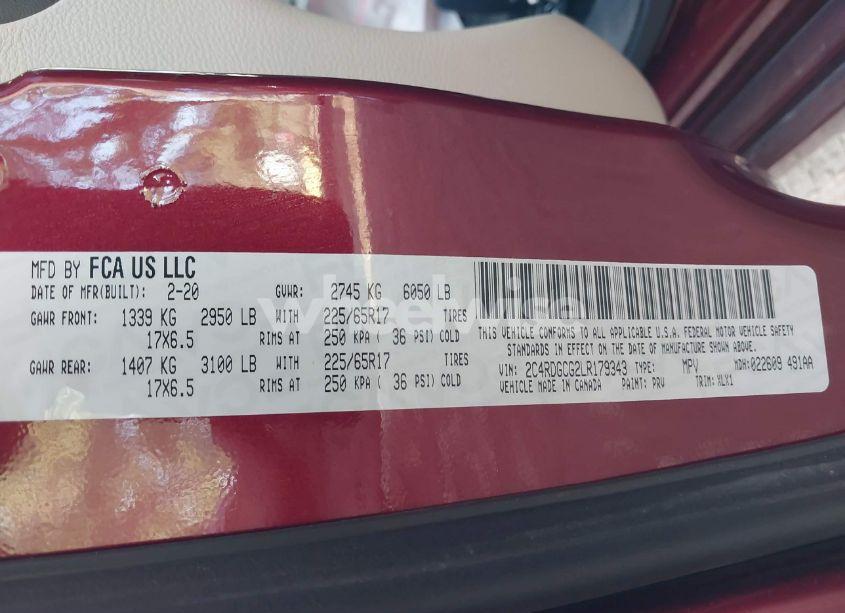 MFD BY FCA US LLC
DATE OF MFR(BUILT): 2-20 GVWR: 2745 KG 6050 LB
GAWR FRONT: 1339 KG 2950 LB WITH 225/65R17 TIRES
17X6.5 RIMS AT 250 KPA ( 36 PSI) COLD
GAWR REAR: 1407 KG 3100 LB WITH 225/65R17 TIRES
17X6.5 RIMS AT 250 KPA ( 36 PSI) COLD
THIS VEHICLE CONFORMS TO ALL APPLICABLE U.S.A. FEDERAL MOTOR VEHICLE SAFETY
STANDARDS IN EFFECT ON THE DATE OF MANUFACTURE SHOWN ABOVE.
VIN: 2C4RDGCG2LR179343 TYPE: MPV MDH:022609 491AA
VEHICLE MADE IN CANADA PAINT: PRV TRIM: HLX1